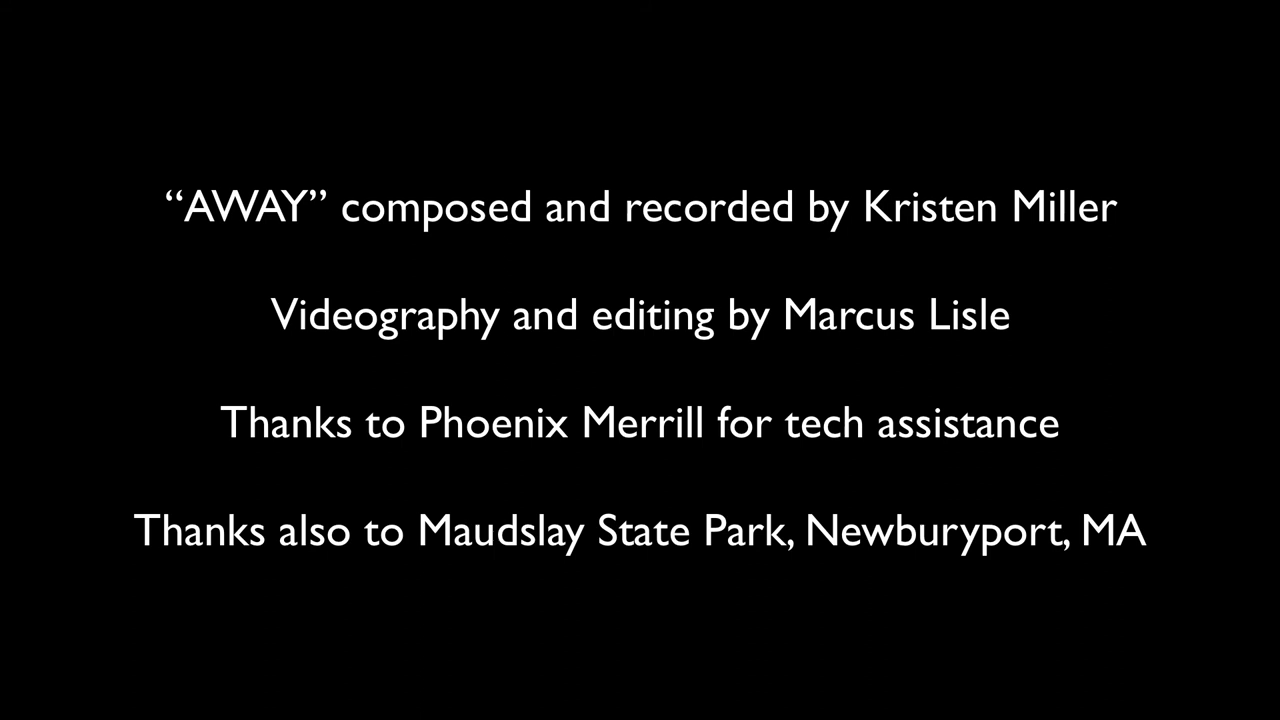 “AWAY” composed and recorded by Kristen Miller
Videography and editing by Marcus Lisle
Thanks to Phoenix Merrill for tech assistance
Thanks also to Maudslay State Park, Newburyport, MA